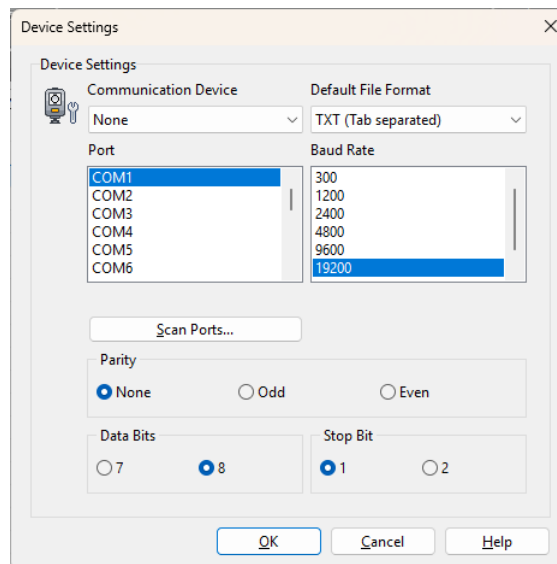 Device Settings
Device Settings
Communication Device
Default File Format
None
TXT (Tab separated)
Port
Baud Rate
COM1
COM2
COM3
COM4
COM5
COM6
300
1200
2400
4800
9600
19200
Scan Ports...
Parity
None
Odd
Even
Data Bits
Stop Bit
7
8
1
2
OK
Cancel
Help